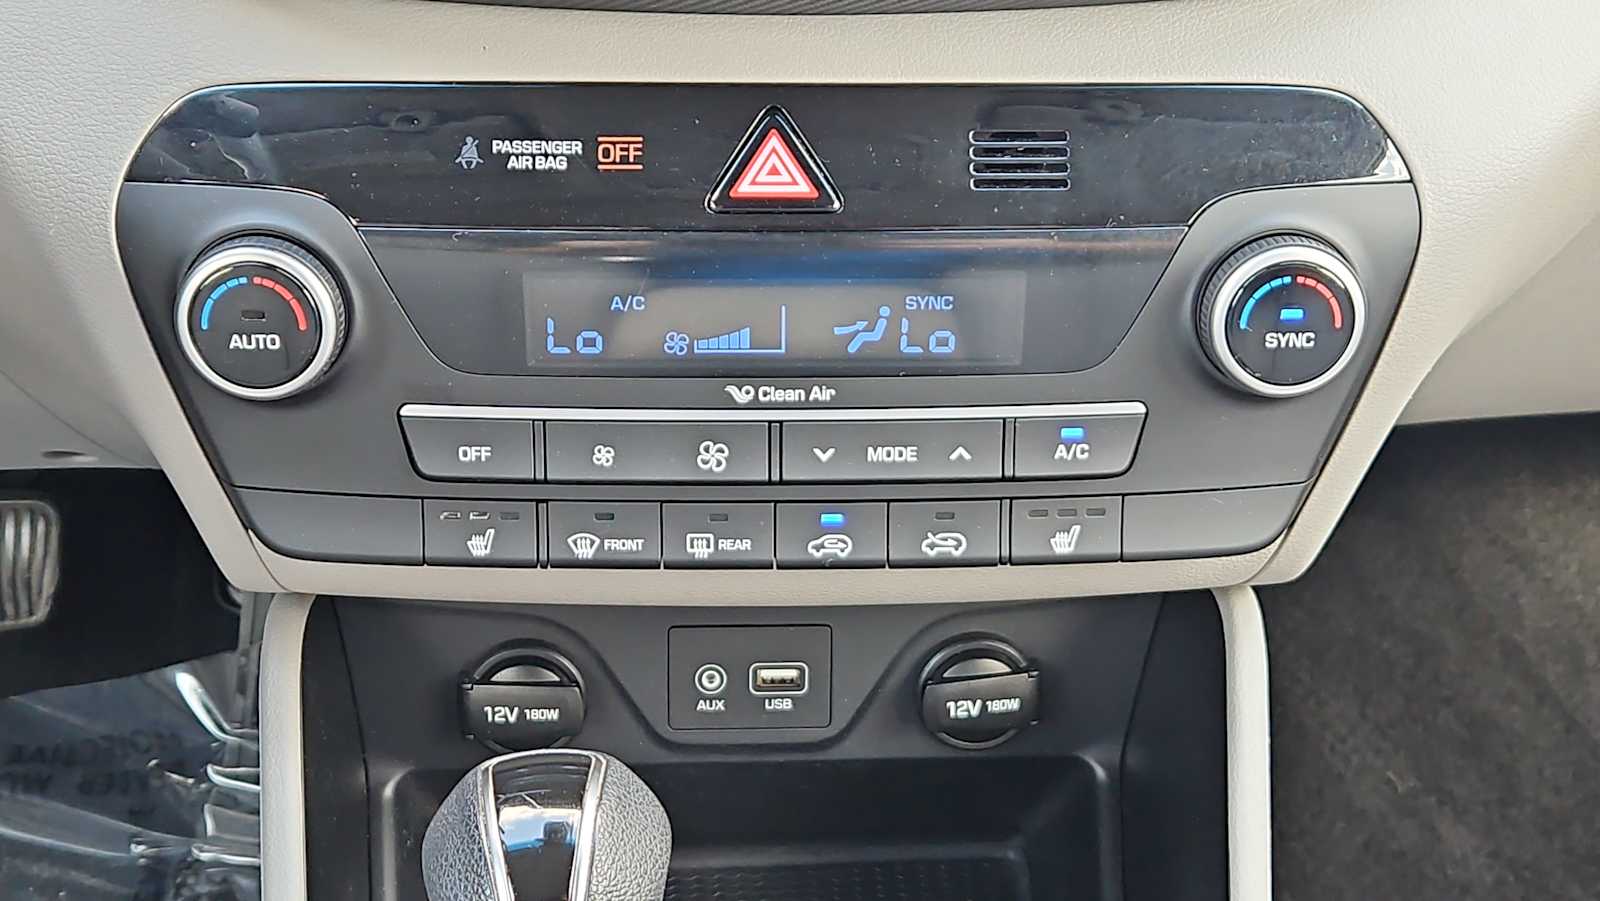 PASSENGER
AIR BAG
OFF
A/C
SYNC
Lo
Lo
AUTO
SYNC
Clean Air
OFF
MODE
A/C
FRONT
REAR
12V 180W
AUX
USB
12V 180W